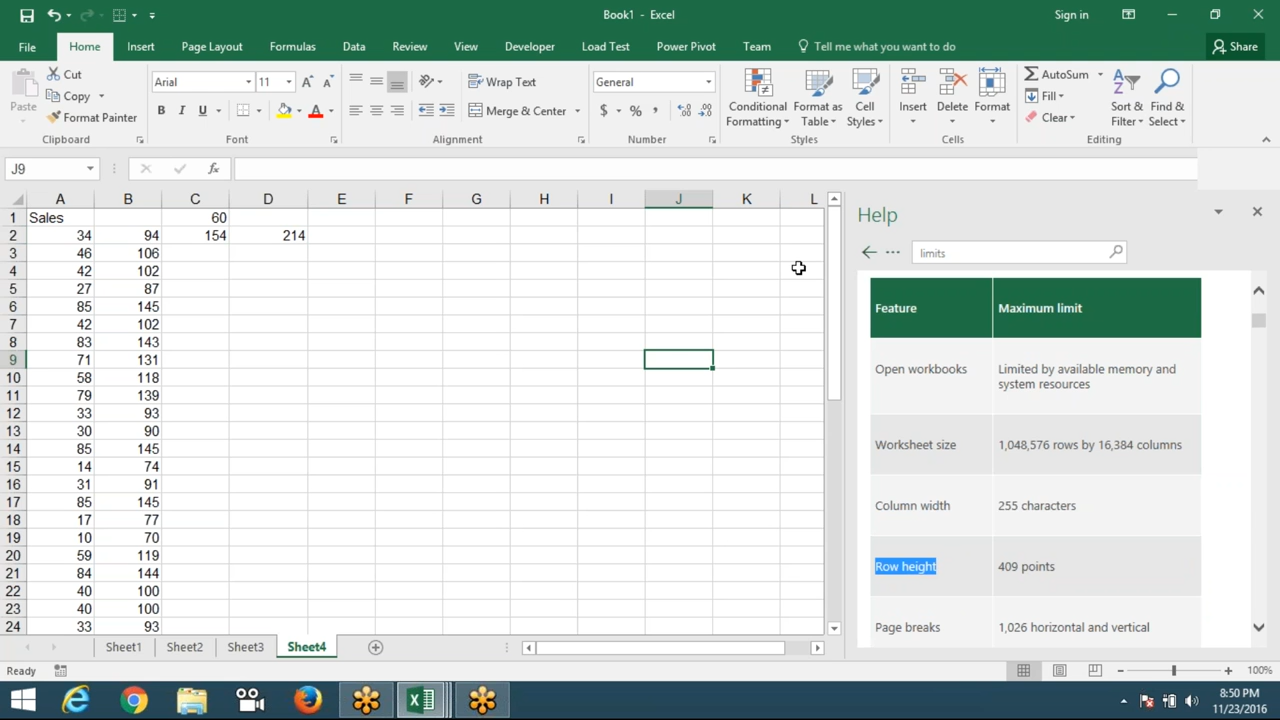 Book1 - Excel
Sign in
File Home Insert Page Layout Formulas Data Review View Developer Load Test Power Pivot Team Tell me what you want to do Share
Paste
Cut
Copy
Format Painter
Clipboard
Arial 11
B I U
Font
Wrap Text
Merge & Center
Alignment
General
$ % ,
Number
Conditional Formatting
Format as Table
Cell Styles
Styles
Insert Delete Format
Cells
AutoSum
Fill
Clear
Sort & Filter
Find & Select
Editing
J9 fx
A B C D E F G H I J K L
1 Sales 60
2 34 94 154 214
3 46 106
4 42 102
5 27 87
6 85 145
7 42 102
8 83 143
9 71 131
10 58 118
11 79 139
12 33 93
13 30 90
14 85 145
15 14 74
16 31 91
17 85 145
18 17 77
19 10 70
20 59 119
21 84 144
22 40 100
23 40 100
24 33 93
Sheet1 Sheet2 Sheet3 Sheet4
Ready
100%
Help
limits
Feature Maximum limit
Open workbooks Limited by available memory and
system resources
Worksheet size 1,048,576 rows by 16,384 columns
Column width 255 characters
Row height 409 points
Page breaks 1,026 horizontal and vertical
8:50 PM
11/23/2016